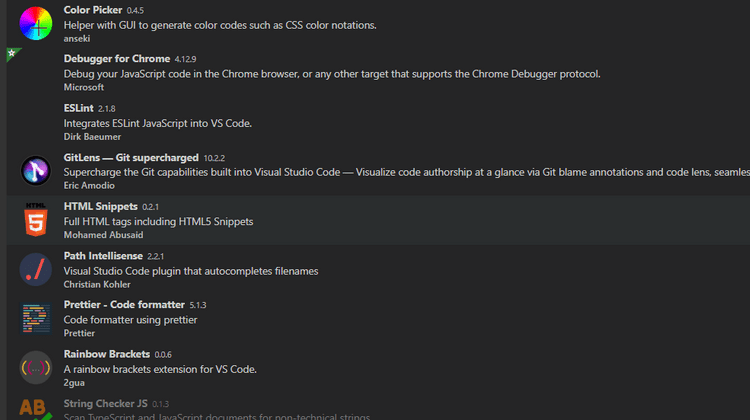 Color Picker 0.4.5
Helper with GUI to generate color codes such as CSS color notations.
anseki
Debugger for Chrome 4.12.9
Debug your JavaScript code in the Chrome browser, or any other target that supports the Chrome Debugger protocol.
Microsoft
ESLint 2.1.8
Integrates ESLint JavaScript into VS Code.
Dirk Baeumer
GitLens — Git supercharged 10.2.2
Supercharge the Git capabilities built into Visual Studio Code — Visualize code authorship at a glance via Git blame annotations and code lens, seamles
Eric Amodio
HTML
5
HTML Snippets 0.2.1
Full HTML tags including HTML5 Snippets
Mohamed Abusaid
./
Path Intellisense 2.2.1
Visual Studio Code plugin that autocompletes filenames
Christian Kohler
Prettier - Code formatter 5.1.3
Code formatter using prettier
Prettier
(...)
Rainbow Brackets 0.0.6
A rainbow brackets extension for VS Code.
2gua
AB
String Checker JS 0.1.3
Scan TypeScript and JavaScript documents for non-technical strings